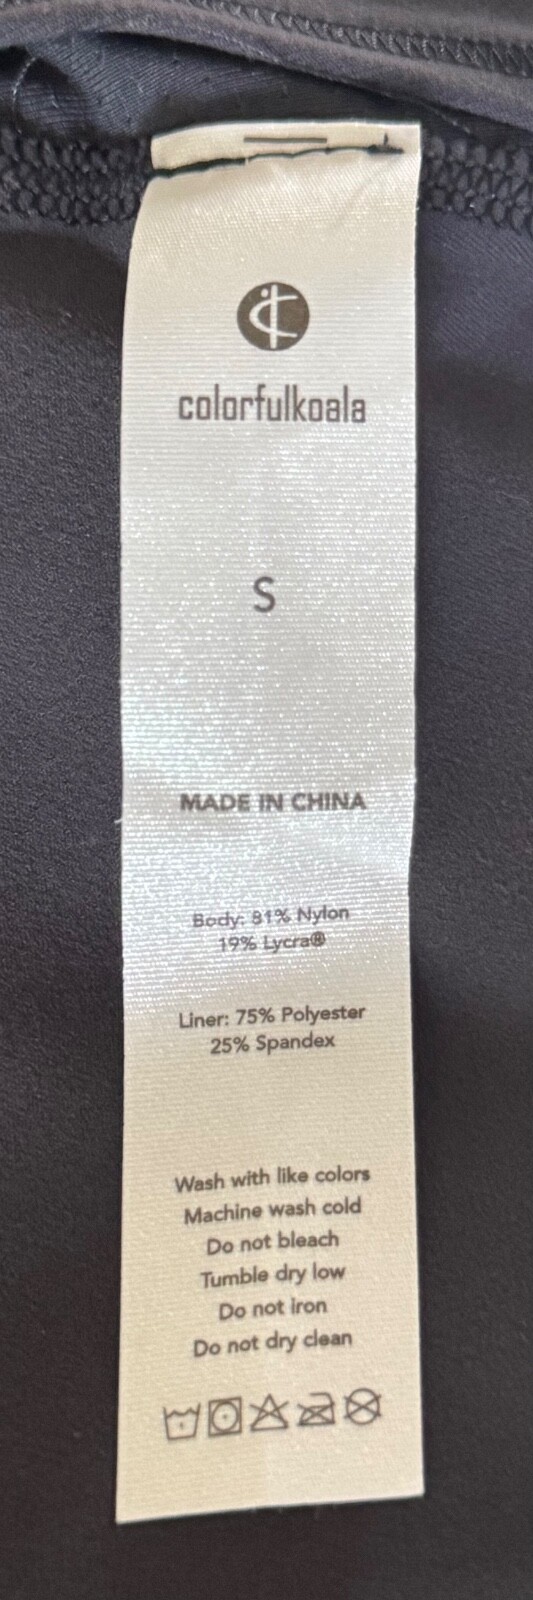 colorfulkoala
S
MADE IN CHINA
Body: 81% Nylon
19% Lycra®
Liner: 75% Polyester
25% Spandex
Wash with like colors
Machine wash cold
Do not bleach
Tumble dry low
Do not iron
Do not dry clean